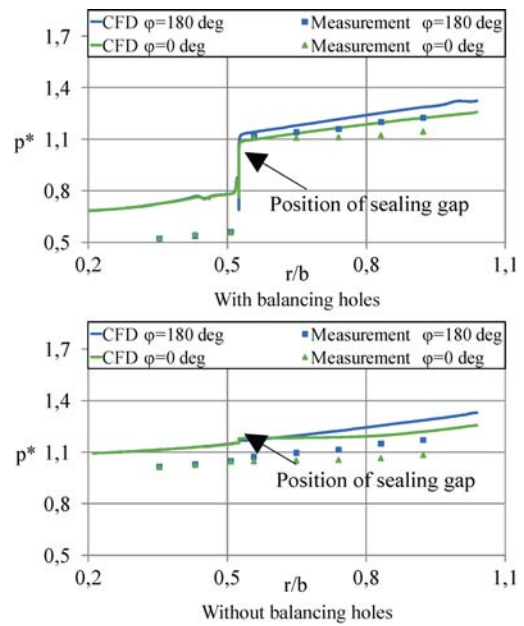 CFD φ=180 deg Measurement φ=180 deg
CFD φ=0 deg Measurement φ=0 deg
1,7
1,4
p* 1,1
0,8
Position of sealing gap
0,5
0,2 0,5 r/b 0,8 1,1
With balancing holes
CFD φ=180 deg Measurement φ=180 deg
CFD φ=0 deg Measurement φ=0 deg
1,7
1,4
p* 1,1
Position of sealing gap
0,8
0,5
0,2 0,5 r/b 0,8 1,1
Without balancing holes